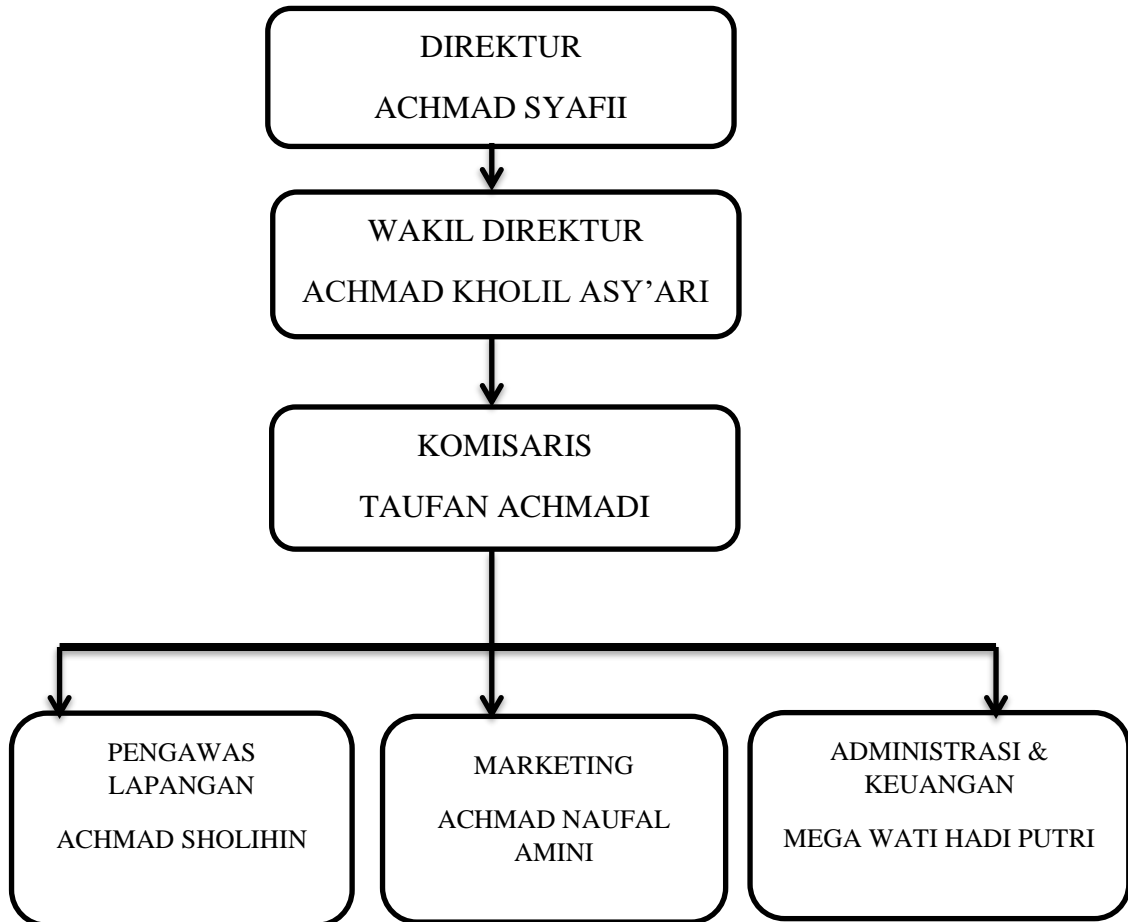 DIREKTUR
ACHMAD SYAFII
WAKIL DIREKTUR
ACHMAD KHOLIL ASY’ARI
KOMISARIS
TAUFAN ACHMADI
PENGAWAS
LAPANGAN
ACHMAD SHOLIHIN
MARKETING
ACHMAD NAUFAL
AMINI
ADMINISTRASI &
KEUANGAN
MEGA WATI HADI PUTRI